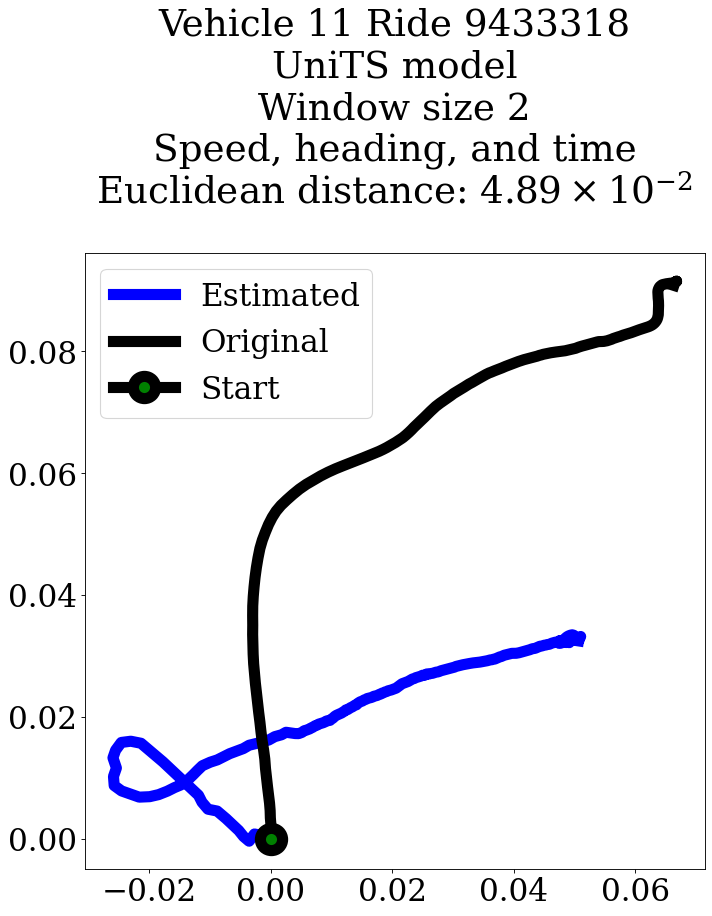 Vehicle 11 Ride 9433318
UniTS model
Window size 2
Speed, heading, and time
Euclidean distance: 4.89 × 10⁻²
Estimated
Original
Start
0.08
0.06
0.04
0.02
0.00
−0.02 0.00 0.02 0.04 0.06